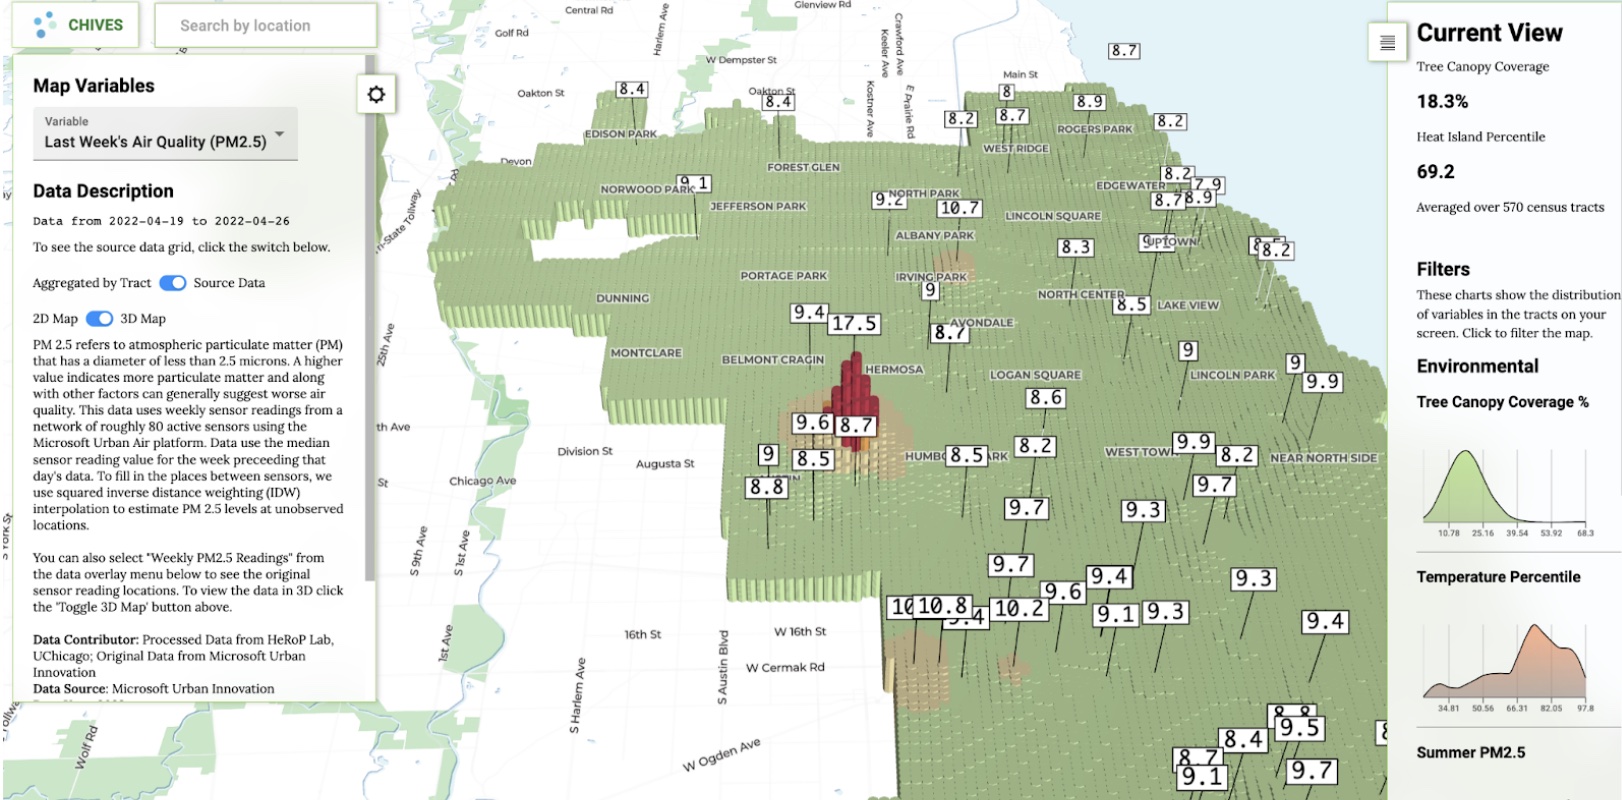 CHIVES
Search by location
Map Variables
Variable
Last Week's Air Quality (PM2.5)
Data Description
Data from 2022-04-19 to 2022-04-26
To see the source data grid, click the switch below.
Aggregated by Tract Source Data
2D Map 3D Map
PM 2.5 refers to atmospheric particulate matter (PM)
that has a diameter of less than 2.5 microns. A higher
value indicates more particulate matter and along
with other factors can generally suggest worse air
quality. This data uses weekly sensor readings from a
network of roughly 80 active sensors using the
Microsoft Urban Air platform. Data use the median
sensor reading value for the week preceeding that
day's data. To fill in the places between sensors, we
use squared inverse distance weighting (IDW)
interpolation to estimate PM 2.5 levels at unobserved
locations.
You can also select "Weekly PM2.5 Readings" from
the data overlay menu below to see the original
sensor reading locations. To view the data in 3D click
the 'Toggle 3D Map' button above.
Data Contributor: Processed Data from HeRoP Lab,
UChicago; Original Data from Microsoft Urban
Innovation
Data Source: Microsoft Urban Innovation
Central Rd
Glenview Rd
Golf Rd
Harlem Ave
W Dempster St
Crawford Ave
Keeler Ave
Kostner Ave
E Prairie Rd
8.7
Main St
Oakton St
8.4
Oakton St
8.4
8
8.9
8.7
8.2
8.2
EDISON PARK
ROGERS PARK
WEST RIDGE
Devon
FOREST GLEN
8.2
7.9
NORWOOD PARK
9.1
EDGEWATER
8.7
8.9
9.2
NORTH PARK
10.7
JEFFERSON PARK
LINCOLN SQUARE
n-State Tollway
ALBANY PARK
8.3
UPTOWN
8.2
PORTAGE PARK
IRVING PARK
9
DUNNING
NORTH CENTER
8.5
LAKE VIEW
9.4
17.5
8.7
AVONDALE
25th Ave
MONTCLARE
BELMONT CRAGIN
HERMOSA
9
9
9.9
LOGAN SQUARE
LINCOLN PARK
8.6
9.6
8.7
th Ave
9.9
8.2
9
8.5
Division St
Augusta St
8.5
8.2
WEST TOWN
NEAR NORTH SIDE
St
Chicago Ave
8.8
9.7
9.7
9.3
S York St
S 9th Ave
S 1st Ave
9.7
9.4
9.3
9.6
10.8
10.2
9.1
9.3
9.4
1st Ave
16th St
W 16th St
W Cermak Rd
S Austin Blvd
S Harlem Ave
W Ogden Ave
Wolf Rd
9.5
8.4
8.7
9.1
9.7
Current View
Tree Canopy Coverage
18.3%
Heat Island Percentile
69.2
Averaged over 570 census tracts
Filters
These charts show the distribution
of variables in the tracts on your
screen. Click to filter the map.
Environmental
Tree Canopy Coverage %
10.78 25.16 39.54 53.92 68.3
Temperature Percentile
34.81 50.56 66.31 82.05 97.8
Summer PM2.5